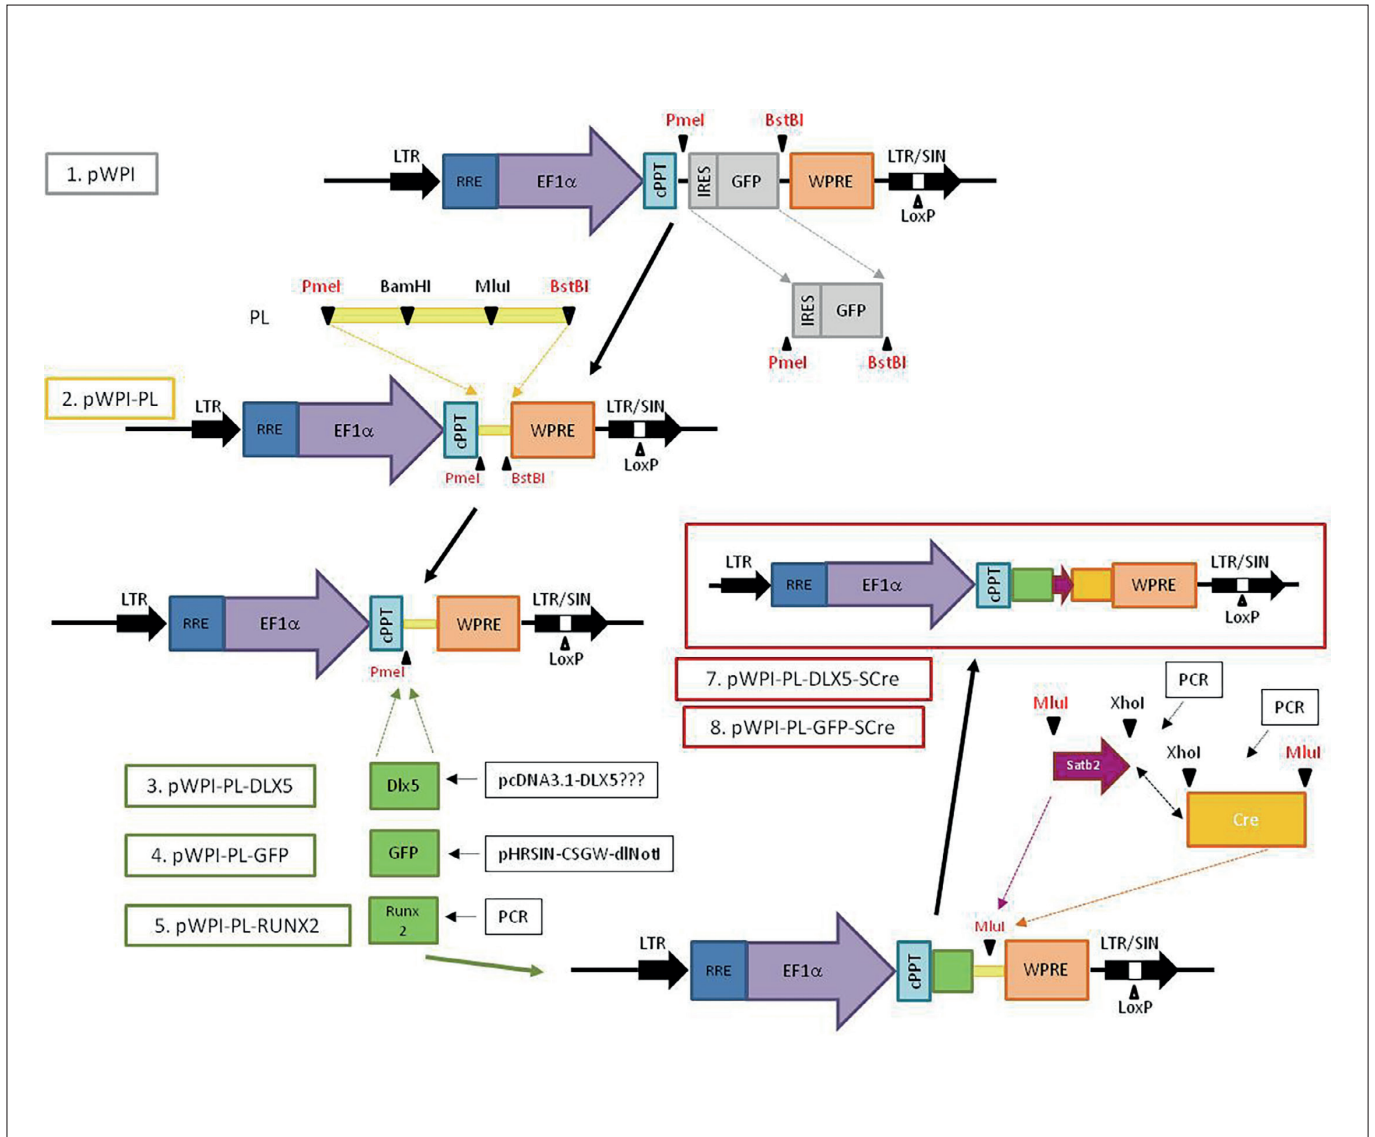 PmeI
BstBI
LTR
LTR/SIN
1. pWPI
RRE
EF1α
cPPT
IRES
GFP
WPRE
LoxP
PmeI
BamHI
MluI
BstBI
PL
IRES
GFP
PmeI
BstBI
2. pWPI-PL
LTR
LTR/SIN
RRE
EF1α
cPPT
WPRE
LoxP
PmeI
BstBI
LTR
LTR/SIN
RRE
EF1α
cPPT
WPRE
LoxP
LTR
LTR/SIN
RRE
EF1α
cPPT
WPRE
LoxP
PmeI
7. pWPI-PL-DLX5-SCre
8. pWPI-PL-GFP-SCre
PCR
PCR
MluI
XhoI
XhoI
MluI
Satb2
Cre
3. pWPI-PL-DLX5
Dlx5
pcDNA3.1-DLX5???
4. pWPI-PL-GFP
GFP
pHRSIN-CSGW-dlNotI
5. pWPI-PL-RUNX2
Runx
2
PCR
MluI
LTR
LTR/SIN
RRE
EF1α
cPPT
WPRE
LoxP